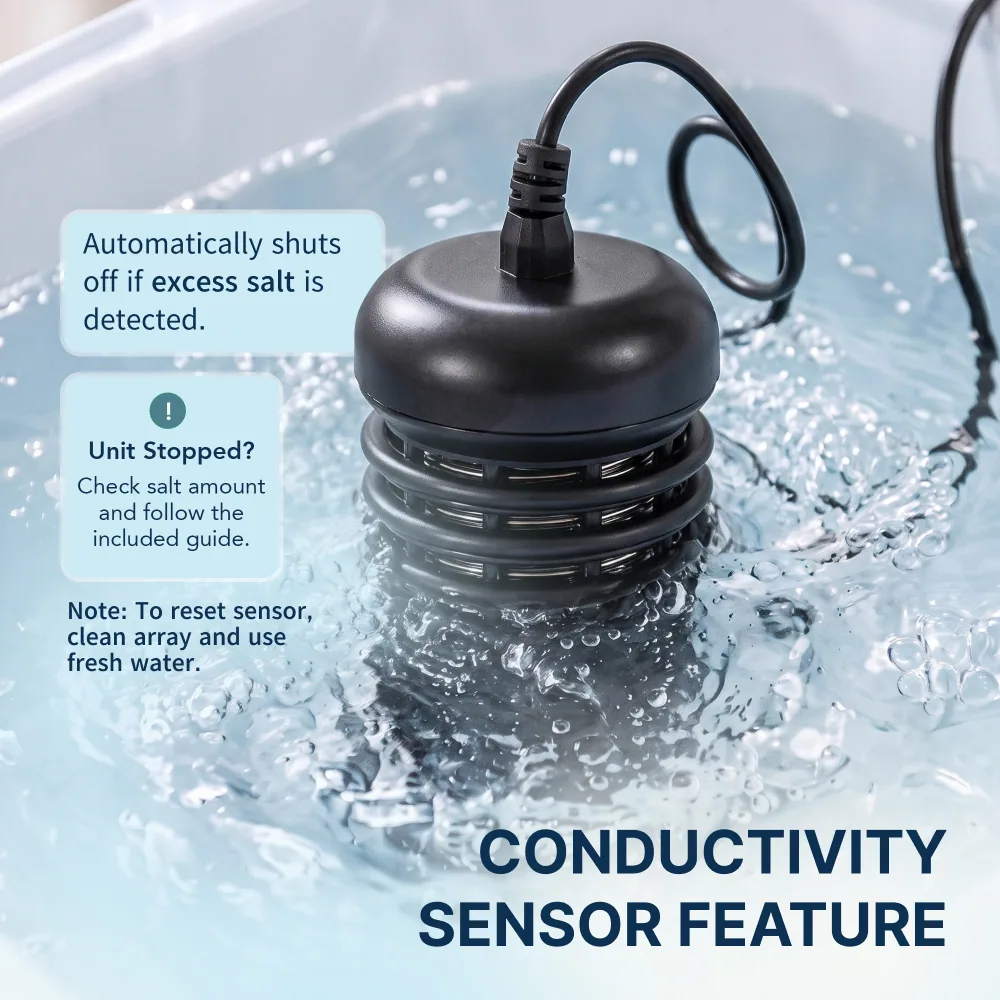 Automatically shuts
off if excess salt is
detected.
!
Unit Stopped?
Check salt amount
and follow the
included guide.
Note: To reset sensor,
clean array and use
fresh water.
CONDUCTIVITY
SENSOR FEATURE